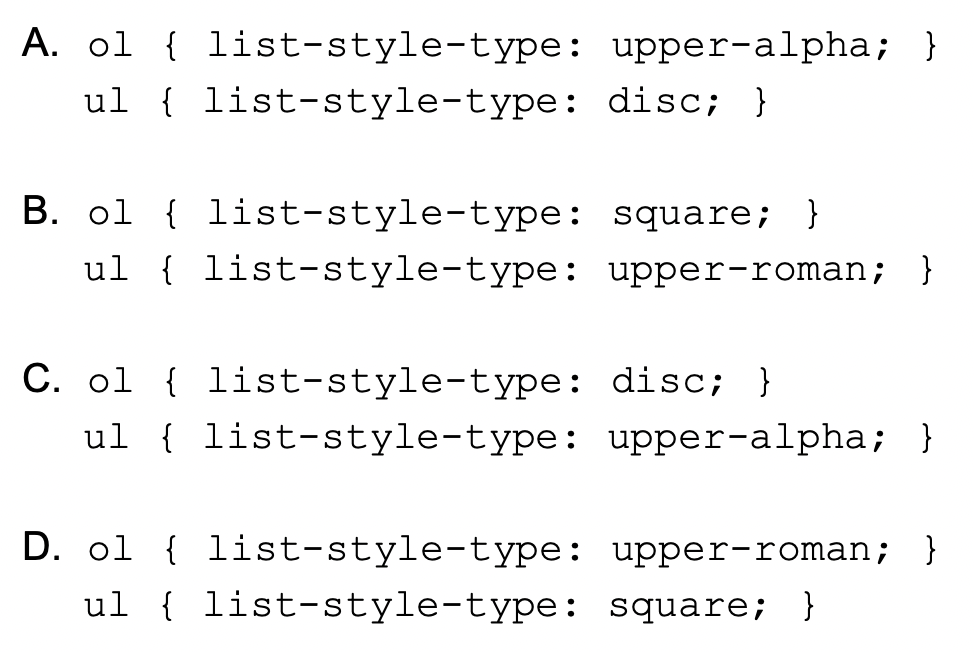 A. ol { list-style-type: upper-alpha; }
ul { list-style-type: disc; }
B. ol { list-style-type: square; }
ul { list-style-type: upper-roman; }
C. ol { list-style-type: disc; }
ul { list-style-type: upper-alpha; }
D. ol { list-style-type: upper-roman; }
ul { list-style-type: square; }